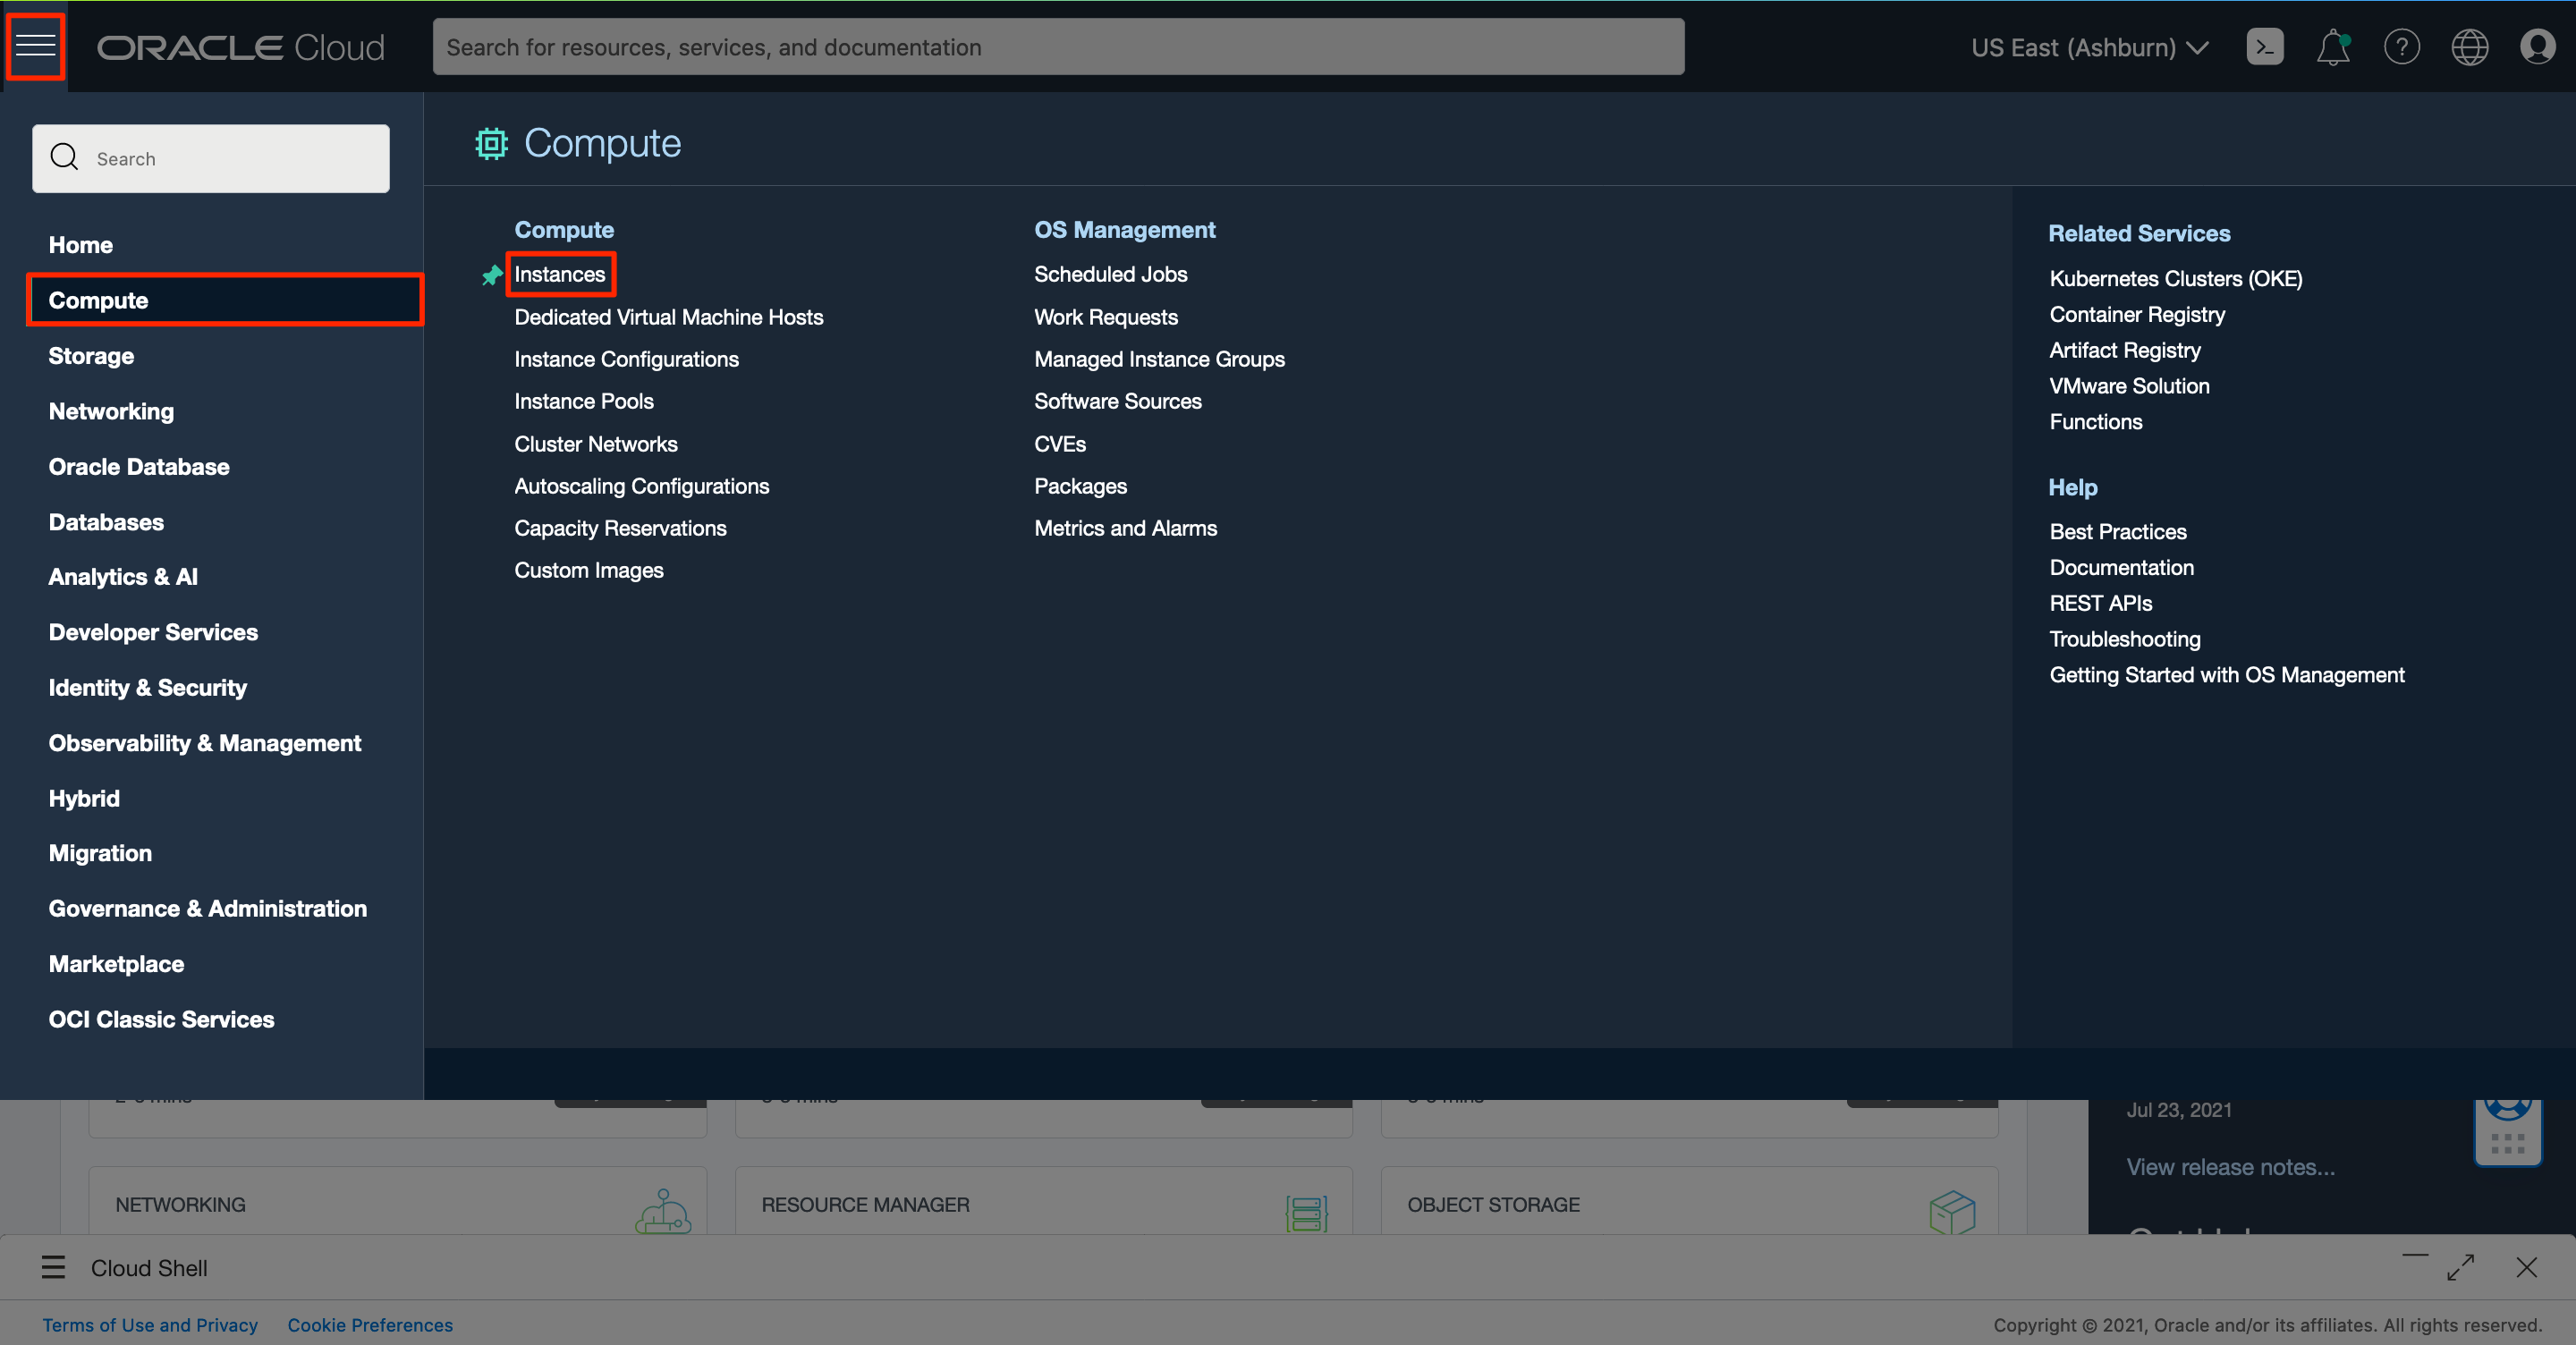 ORACLE Cloud
Search for resources, services, and documentation
US East (Ashburn)
Search
Home
Compute
Storage
Networking
Oracle Database
Databases
Analytics & AI
Developer Services
Identity & Security
Observability & Management
Hybrid
Migration
Governance & Administration
Marketplace
OCI Classic Services
Compute
Compute
Instances
Dedicated Virtual Machine Hosts
Instance Configurations
Instance Pools
Cluster Networks
Autoscaling Configurations
Capacity Reservations
Custom Images
OS Management
Scheduled Jobs
Work Requests
Managed Instance Groups
Software Sources
CVEs
Packages
Metrics and Alarms
Related Services
Kubernetes Clusters (OKE)
Container Registry
Artifact Registry
VMware Solution
Functions
Help
Best Practices
Documentation
REST APIs
Troubleshooting
Getting Started with OS Management
Jul 23, 2021
View release notes...
NETWORKING
RESOURCE MANAGER
OBJECT STORAGE
Cloud Shell
Terms of Use and Privacy
Cookie Preferences
Copyright © 2021, Oracle and/or its affiliates. All rights reserved.